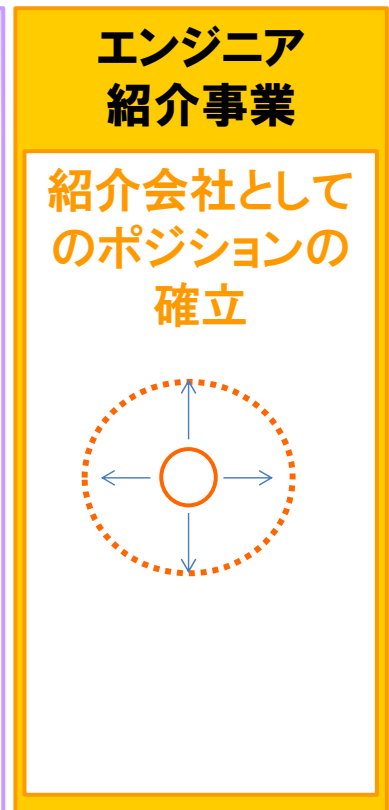 エンジニア
紹介事業
紹介会社として
のポジションの
確立